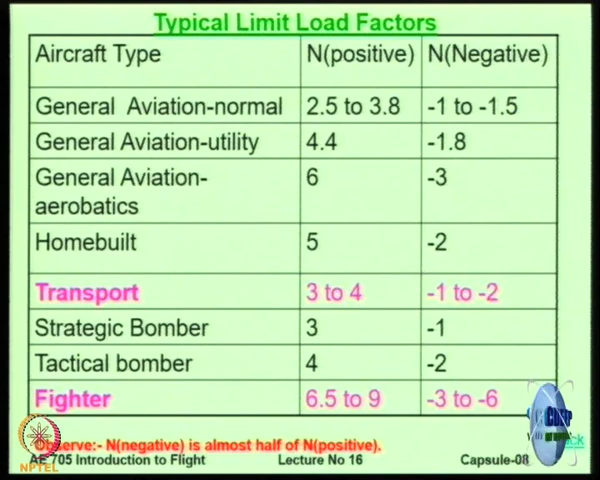 Typical Limit Load Factors
Aircraft Type N(positive) N(Negative)
General Aviation-normal 2.5 to 3.8 -1 to -1.5
General Aviation-utility 4.4 -1.8
General Aviation-
aerobatics 6 -3
Homebuilt 5 -2
Transport 3 to 4 -1 to -2
Strategic Bomber 3 -1
Tactical bomber 4 -2
Fighter 6.5 to 9 -3 to -6
Observe:- N(negative) is almost half of N(positive).
AE 705 Introduction to Flight Lecture No 16 Capsule-08
NPTEL